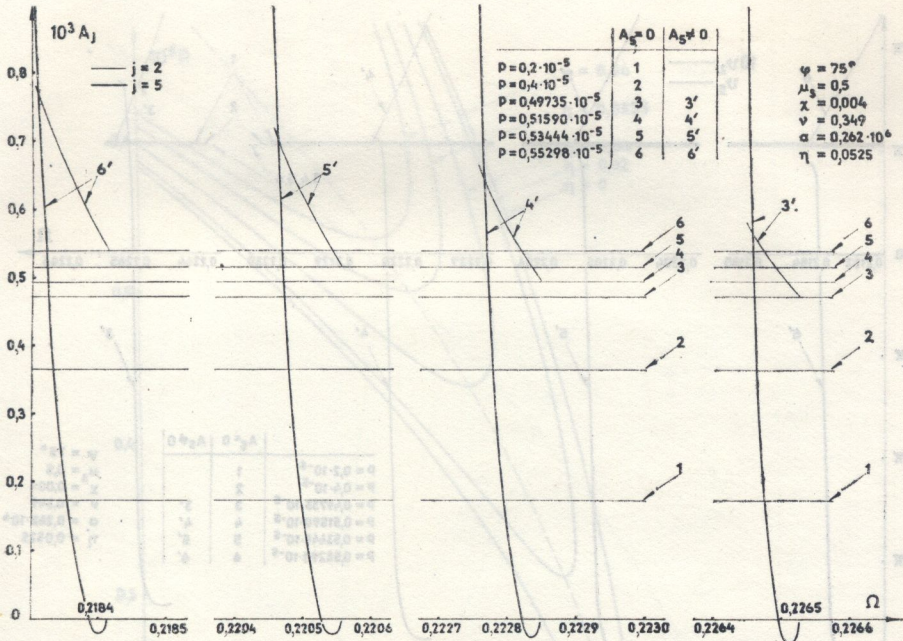 10³ A_j
j = 2
j = 5
A₅=0 A₅≠0
p=0,2·10⁻⁵ 1
p=0,4·10⁻⁵ 2
p=0,49735·10⁻⁵ 3 3'
p=0,51590·10⁻⁵ 4 4'
p=0,53444·10⁻⁵ 5 5'
p=0,55298·10⁻⁵ 6 6'
φ = 75°
μ₃ = 0,5
χ = 0,004
ν = 0,349
α = 0,262·10⁶
η = 0,0525
0,8
0,7
0,6
0,5
0,4
0,3
0,2
0,1
0
6'
5'
4'
3'
6
5
4
3
2
1
6
5
4
3
2
1
0,2184
0,2185
0,2204
0,2205
0,2206
0,2227
0,2228
0,2229
0,2230
0,2264
0,2265
0,2266
Ω